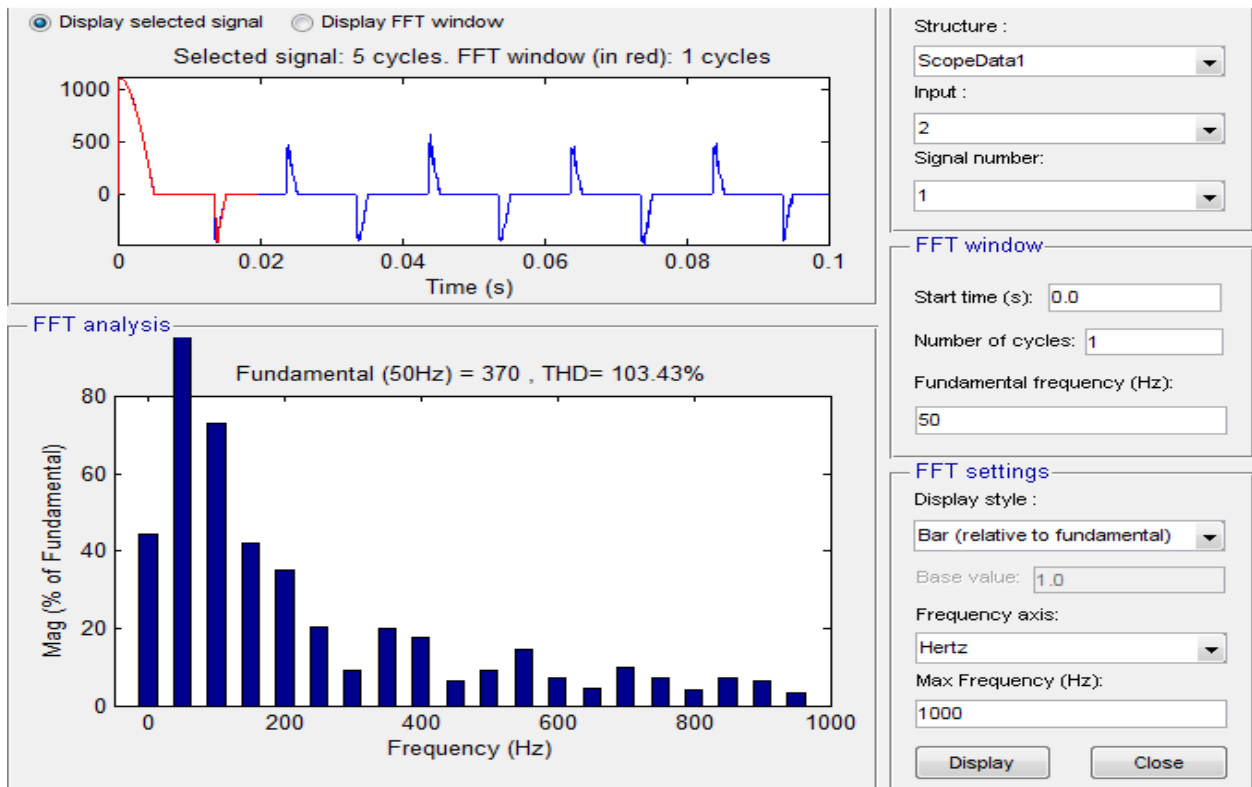 Display selected signal
Display FFT window
Selected signal: 5 cycles. FFT window (in red): 1 cycles
1000
500
0
0
0.02
0.04
0.06
0.08
0.1
Time (s)
FFT analysis
Fundamental (50Hz) = 370 , THD= 103.43%
Mag (% of Fundamental)
80
60
40
20
0
0
200
400
600
800
1000
Frequency (Hz)
Structure :
ScopeData1
Input :
2
Signal number:
1
FFT window
Start time (s): 0.0
Number of cycles: 1
Fundamental frequency (Hz):
50
FFT settings
Display style :
Bar (relative to fundamental)
Base value: 1.0
Frequency axis:
Hertz
Max Frequency (Hz):
1000
Display
Close